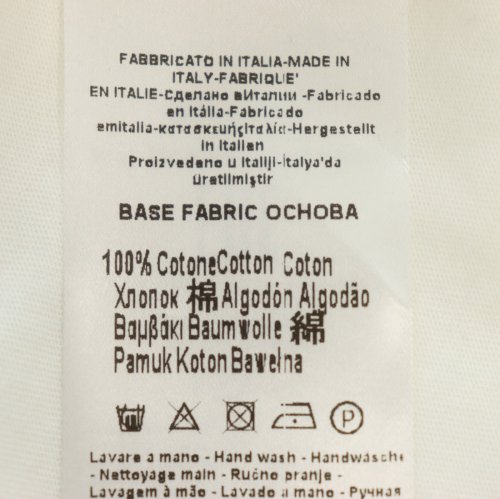 FABBRICATO IN ITALIA-MADE IN
ITALY-FABRIQUE'
EN ITALIE-Сделано вИталии -Fabricado
en Itália-Fabricado
emitalia-κατασκευήςΙταλία-Hergestellt
in Italien
Proizvedeno u Italiji-İtalya'da
üretilmiştir
BASE FABRIC ОСНОВА
100% CotoneCotton Coton
Хлопок 棉 Algodón Algodão
Βαμβάκι Baumwolle 綿
Pamuk Koton Bawełna
P
Lavare a mano - Hand wash - Handwäsche
- Nettoyage main - Ručno pranje -
Lavagem à mão - Lavado a mano - Ручная